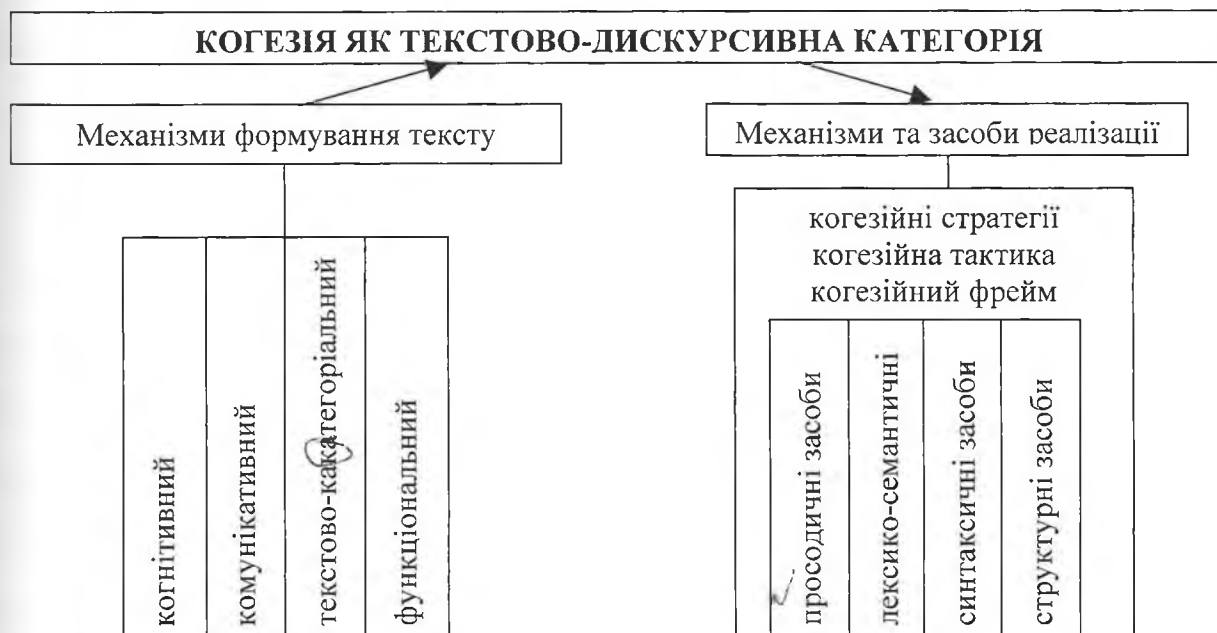 КОГЕЗІЯ ЯК ТЕКСТОВО-ДИСКУРСИВНА КАТЕГОРІЯ
Механізми формування тексту
Механізми та засоби реалізації
когнітивний
комунікативний
текстово-какатегоріальний
функціональний
когезійні стратегії
когезійна тактика
когезійний фрейм
просодичні засоби
лексико-семантичні
синтаксичні засоби
структурні засоби